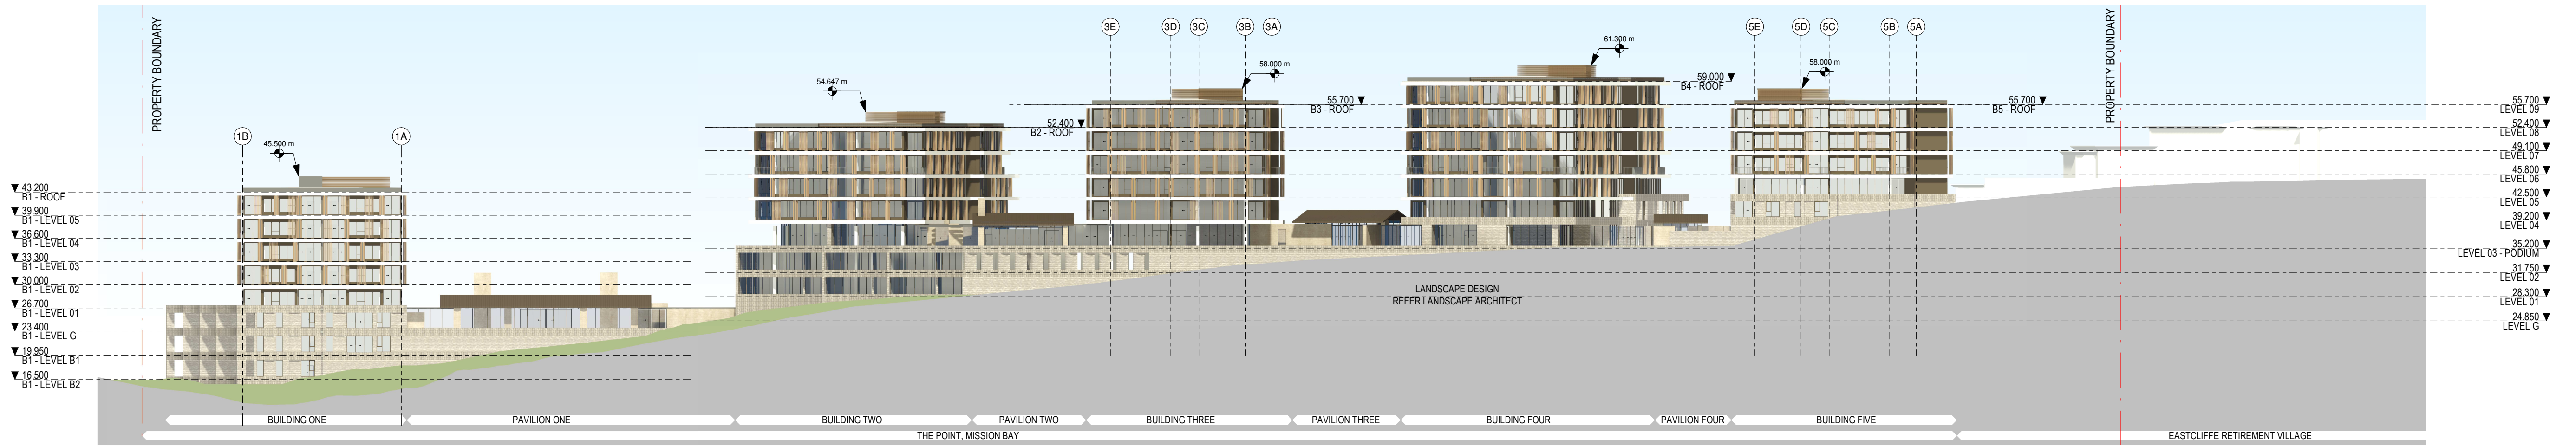 PROPERTY BOUNDARY
1B
1A
45.500 m
43.200
B1 - ROOF
39.900
B1 - LEVEL 05
36.600
B1 - LEVEL 04
33.300
B1 - LEVEL 03
30.000
B1 - LEVEL 02
26.700
B1 - LEVEL 01
23.400
B1 - LEVEL G
19.950
B1 - LEVEL B1
16.500
B1 - LEVEL B2
54.647 m
52.400
B2 - ROOF
3E
3D
3C
3B
3A
58.000 m
55.700
B3 - ROOF
61.300 m
59.000
B4 - ROOF
5E
5D
5C
5B
5A
58.000 m
55.700
B5 - ROOF
PROPERTY BOUNDARY
55.700
LEVEL 09
52.400
LEVEL 08
49.100
LEVEL 07
45.800
LEVEL 06
42.500
LEVEL 05
39.200
LEVEL 04
35.200
LEVEL 03 - PODIUM
31.750
LEVEL 02
28.300
LEVEL 01
24.850
LEVEL G
LANDSCAPE DESIGN
REFER LANDSCAPE ARCHITECT
BUILDING ONE
PAVILION ONE
BUILDING TWO
PAVILION TWO
BUILDING THREE
PAVILION THREE
BUILDING FOUR
PAVILION FOUR
BUILDING FIVE
THE POINT, MISSION BAY
EASTCLIFFE RETIREMENT VILLAGE